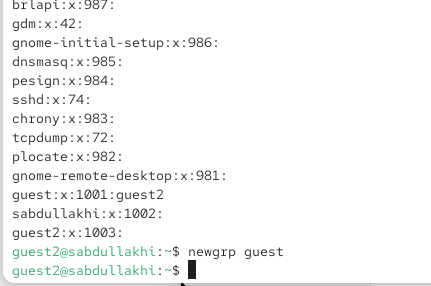 brlapi:x:987:
gdm:x:42:
gnome-initial-setup:x:986:
dnsmasq:x:985:
pesign:x:984:
sshd:x:74:
chrony:x:983:
tcpdump:x:72:
plocate:x:982:
gnome-remote-desktop:x:981:
guest:x:1001:guest2
sabdullakhi:x:1002:
guest2:x:1003:
guest2@sabdullakhi:~$ newgrp guest
guest2@sabdullakhi:~$